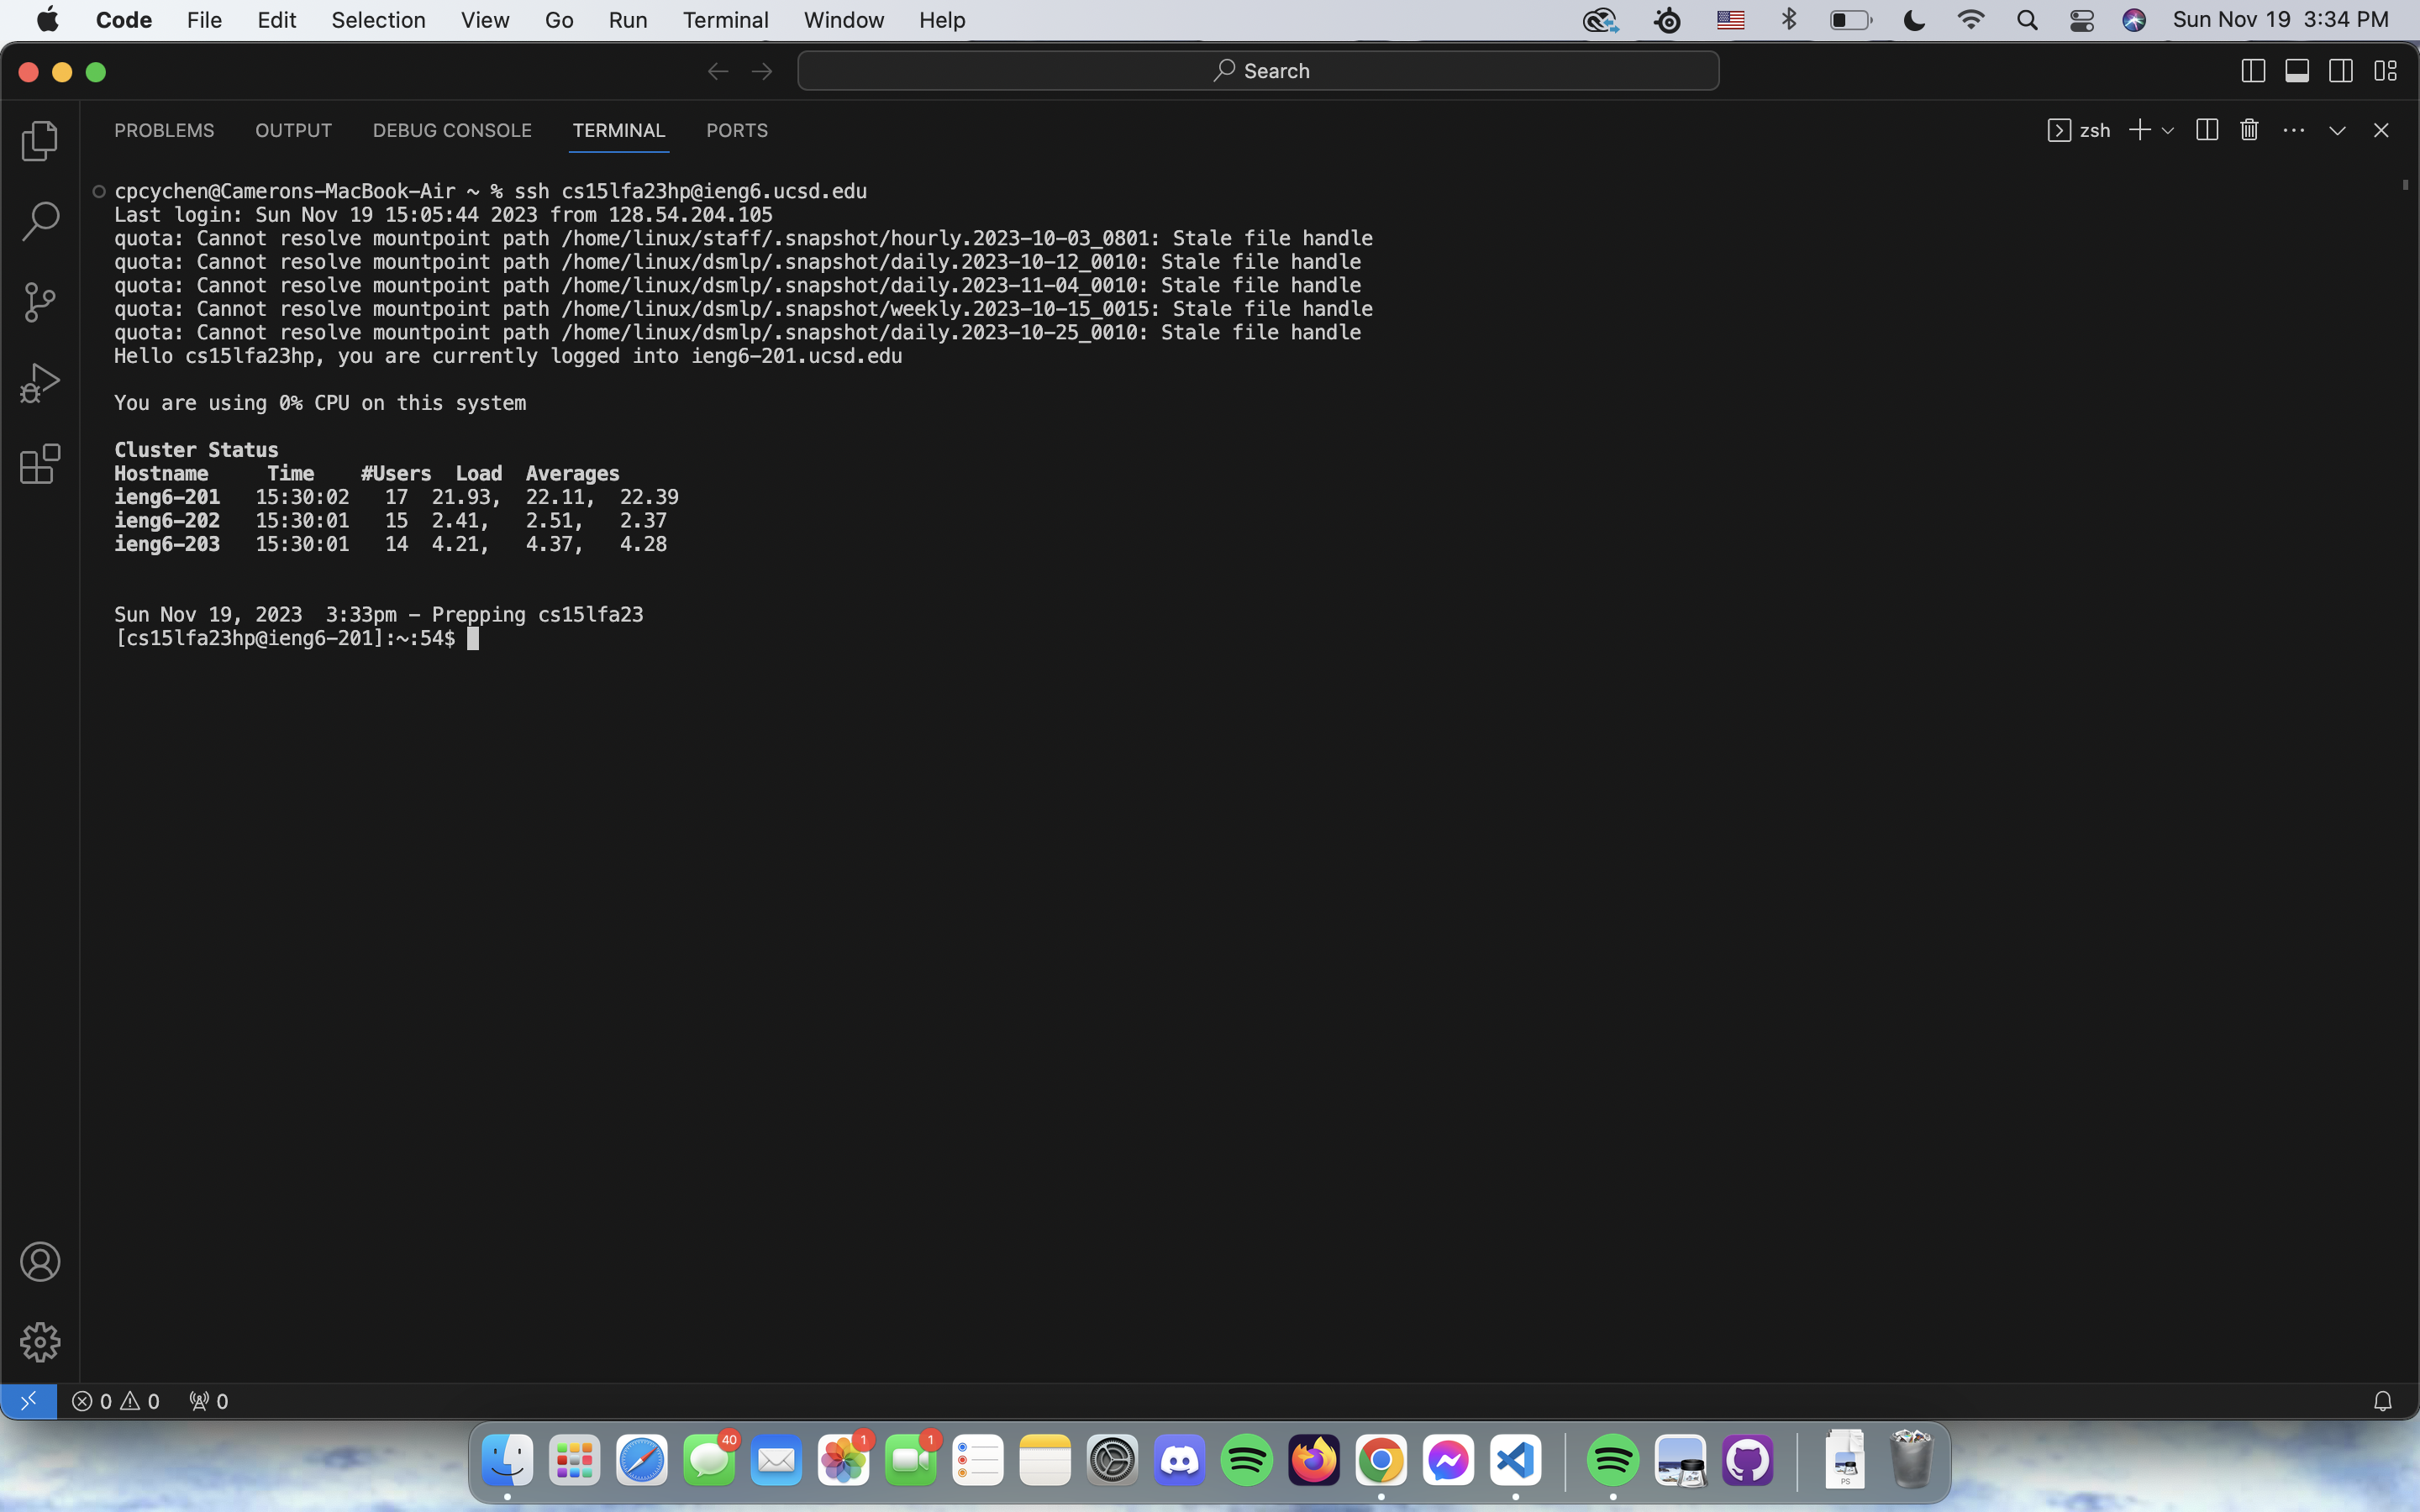 Code File Edit Selection View Go Run Terminal Window Help Sun Nov 19 3:34 PM
Search
PROBLEMS OUTPUT DEBUG CONSOLE TERMINAL PORTS zsh
cpcychen@Camerons-MacBook-Air ~ % ssh cs15lfa23hp@ieng6.ucsd.edu
Last login: Sun Nov 19 15:05:44 2023 from 128.54.204.105
quota: Cannot resolve mountpoint path /home/linux/staff/.snapshot/hourly.2023-10-03_0801: Stale file handle
quota: Cannot resolve mountpoint path /home/linux/dsmlp/.snapshot/daily.2023-10-12_0010: Stale file handle
quota: Cannot resolve mountpoint path /home/linux/dsmlp/.snapshot/daily.2023-11-04_0010: Stale file handle
quota: Cannot resolve mountpoint path /home/linux/dsmlp/.snapshot/weekly.2023-10-15_0015: Stale file handle
quota: Cannot resolve mountpoint path /home/linux/dsmlp/.snapshot/daily.2023-10-25_0010: Stale file handle
Hello cs15lfa23hp, you are currently logged into ieng6-201.ucsd.edu
You are using 0% CPU on this system
Cluster Status
Hostname Time #Users Load Averages
ieng6-201 15:30:02 17 21.93, 22.11, 22.39
ieng6-202 15:30:01 15 2.41, 2.51, 2.37
ieng6-203 15:30:01 14 4.21, 4.37, 4.28
Sun Nov 19, 2023 3:33pm - Prepping cs15lfa23
[cs15lfa23hp@ieng6-201]:~:54$
0 0 0
40 1 1
PS